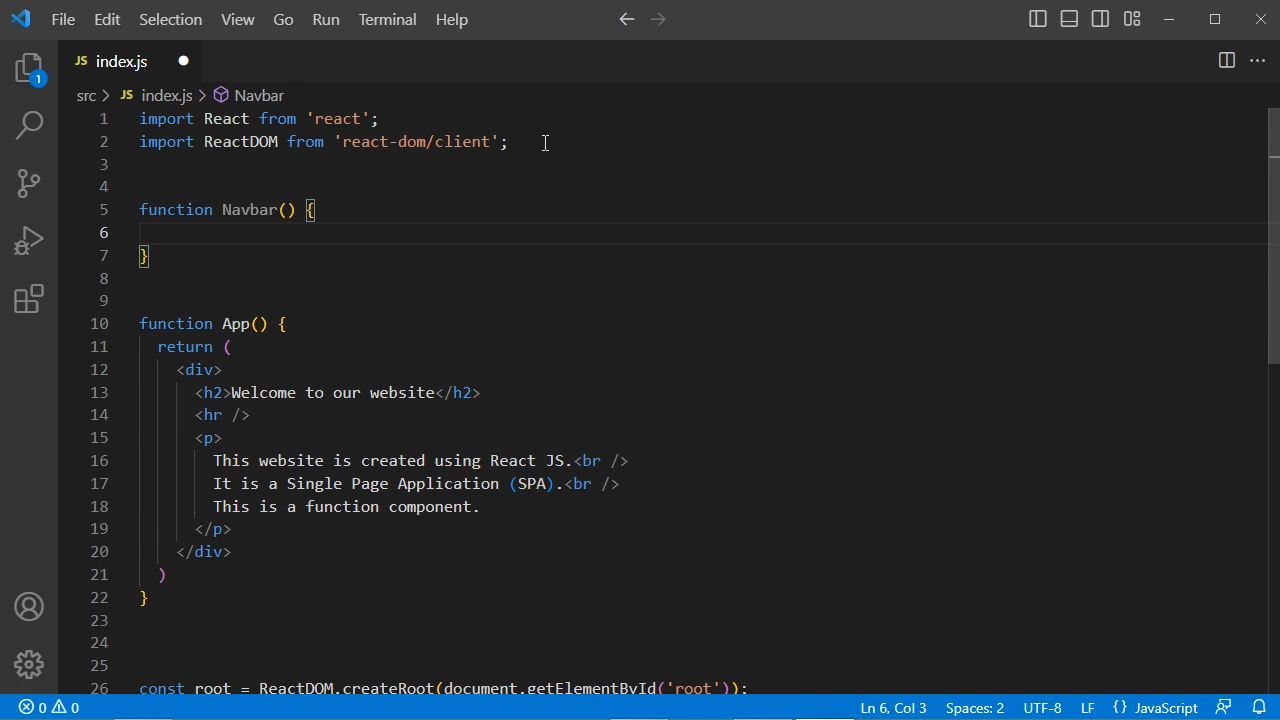 File Edit Selection View Go Run Terminal Help
JS index.js
1
src > JS index.js > Navbar
1 import React from 'react';
2 import ReactDOM from 'react-dom/client';
3
4
5 function Navbar() {
6
7 }
8
9
10 function App() {
11 return (
12 <div>
13 <h2>Welcome to our website</h2>
14 <hr />
15 <p>
16 This website is created using React JS.<br />
17 It is a Single Page Application (SPA).<br />
18 This is a function component.
19 </p>
20 </div>
21 )
22 }
23
24
25
26 const root = ReactDOM.createRoot(document.getElementById('root'));
0 0 Ln 6, Col 3 Spaces: 2 UTF-8 LF {} JavaScript